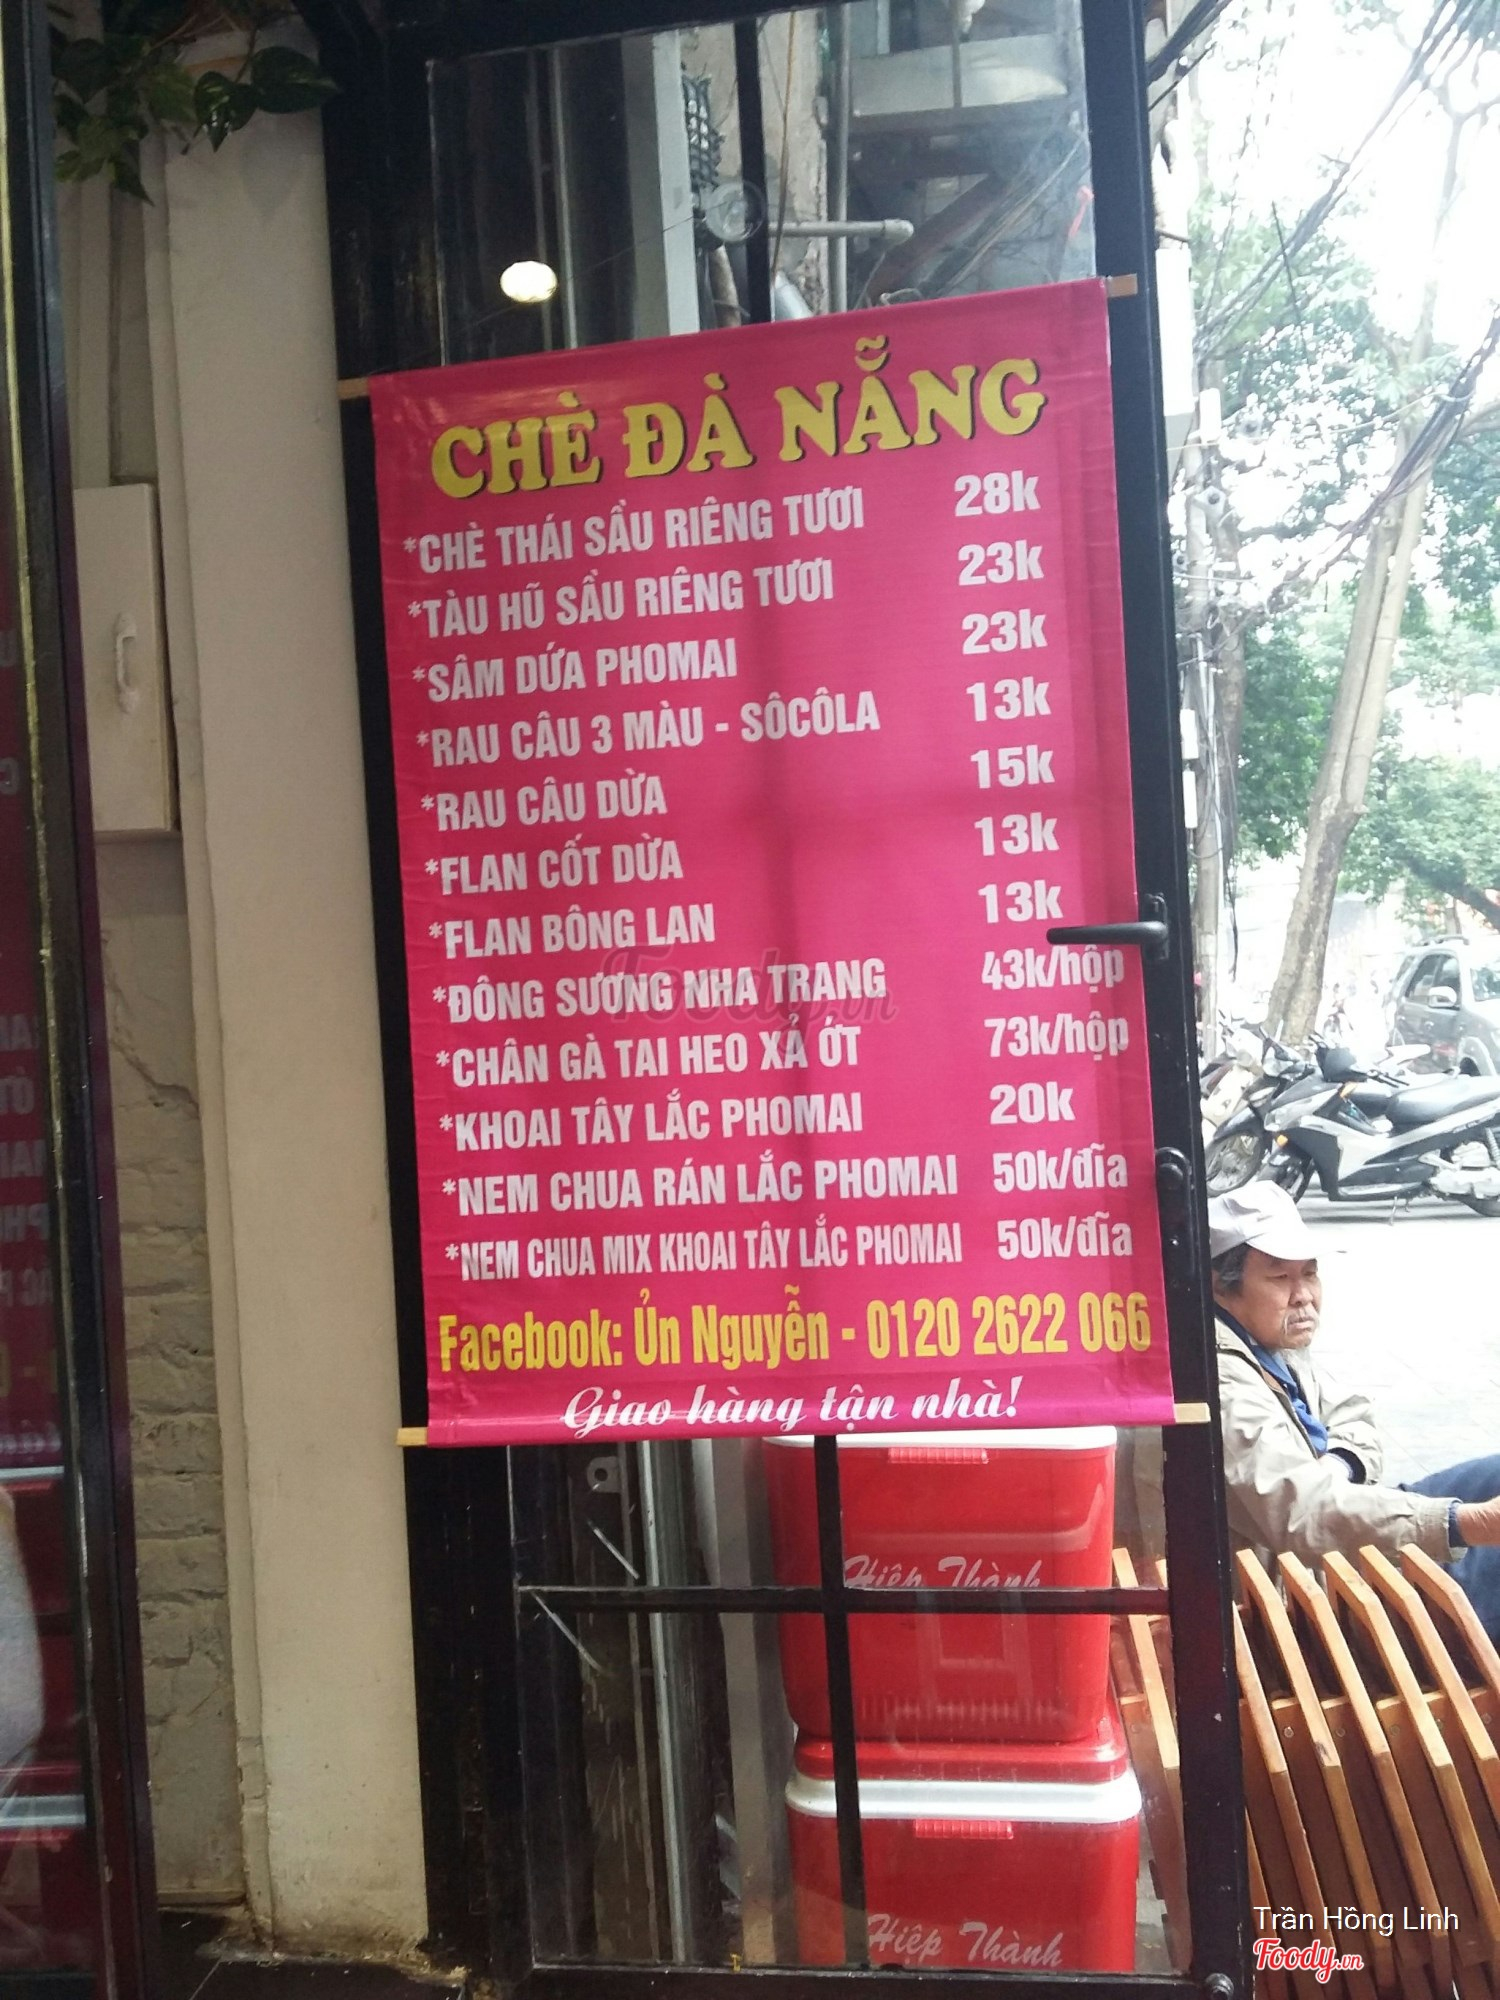 CHÈ ĐÀ NẴNG
*CHÈ THÁI SẦU RIÊNG TƯƠI 28k
*TÀU HŨ SẦU RIÊNG TƯƠI 23k
*SÂM DỨA PHOMAI 23k
*RAU CÂU 3 MÀU - SÔCÔLA 13k
*RAU CÂU DỪA 15k
*FLAN CỐT DỪA 13k
*FLAN BÔNG LAN 13k
*ĐÔNG SƯƠNG NHA TRANG 43k/hộp
*CHÂN GÀ TAI HEO XẢ ỚT 73k/hộp
*KHOAI TÂY LẮC PHOMAI 20k
*NEM CHUA RÁN LẮC PHOMAI 50k/đĩa
*NEM CHUA MIX KHOAI TÂY LẮC PHOMAI 50k/đĩa
Facebook: Ủn Nguyễn - 0120 2622 066
Giao hàng tận nhà!
Foody.vn
Hiệp Thành
Hiệp Thành
Trần Hồng Linh
Foody.vn